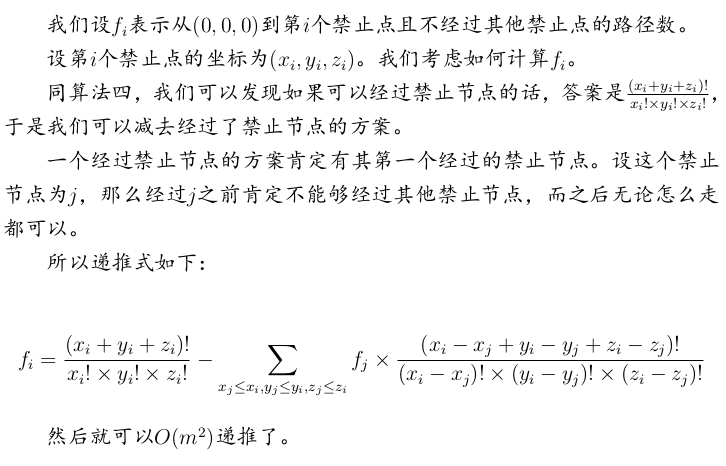 我们设$f_i$表示从$(0,0,0)$到第$i$个禁止点且不经过其他禁止点的路径数。
设第$i$个禁止点的坐标为$(x_i, y_i, z_i)$。我们考虑如何计算$f_i$。
同算法四，我们可以发现如果可以经过禁止节点的话，答案是$\frac{(x_i+y_i+z_i)!}{x_i! \times y_i! \times z_i!}$，
于是我们可以减去经过了禁止节点的方案。
一个经过禁止节点的方案肯定有其第一个经过的禁止节点。设这个禁止
节点为$j$，那么经过$j$之前肯定不能够经过其他禁止节点，而之后无论怎么走
都可以。
所以递推式如下：
$f_i = \frac{(x_i + y_i + z_i)!}{x_i! \times y_i! \times z_i!} - \sum_{x_j \le x_i, y_j \le y_i, z_j \le z_i} f_j \times \frac{(x_i - x_j + y_i - y_j + z_i - z_j)!}{(x_i - x_j)! \times (y_i - y_j)! \times (z_i - z_j)!}$
然后就可以$O(m^2)$递推了。